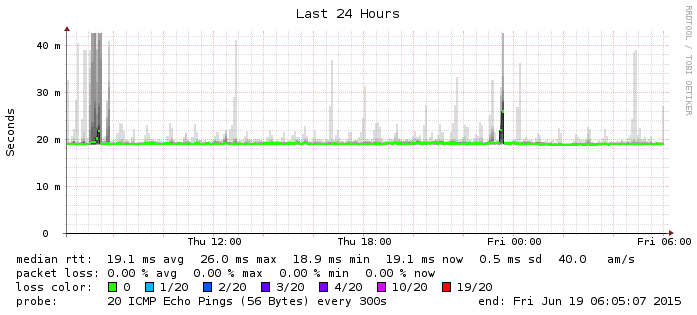 Last 24 Hours
RRDTOOL / TOBI OETIKER
Seconds
40 m
30 m
20 m
10 m
0
Thu 12:00 Thu 18:00 Fri 00:00 Fri 06:00
median rtt: 19.1 ms avg 26.0 ms max 18.9 ms min 19.1 ms now 0.5 ms sd 40.0 am/s
packet loss: 0.00 % avg 0.00 % max 0.00 % min 0.00 % now
loss color: 0 1/20 2/20 3/20 4/20 10/20 19/20
probe: 20 ICMP Echo Pings (56 Bytes) every 300s end: Fri Jun 19 06:05:07 2015